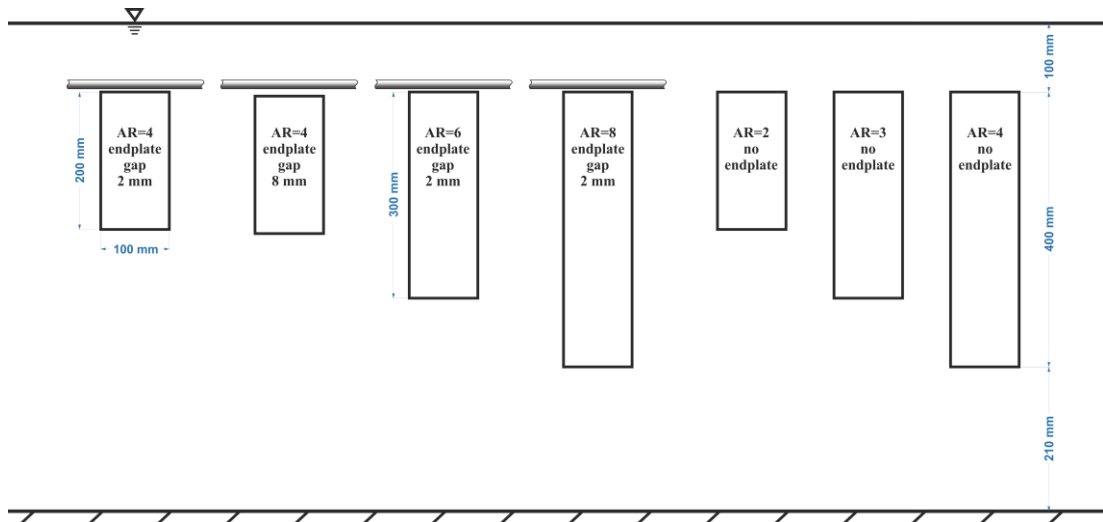 100 mm
AR=4
endplate
gap
2 mm
AR=4
endplate
gap
8 mm
AR=6
endplate
gap
2 mm
AR=8
endplate
gap
2 mm
AR=2
no
endplate
AR=3
no
endplate
AR=4
no
endplate
200 mm
300 mm
400 mm
100 mm
210 mm